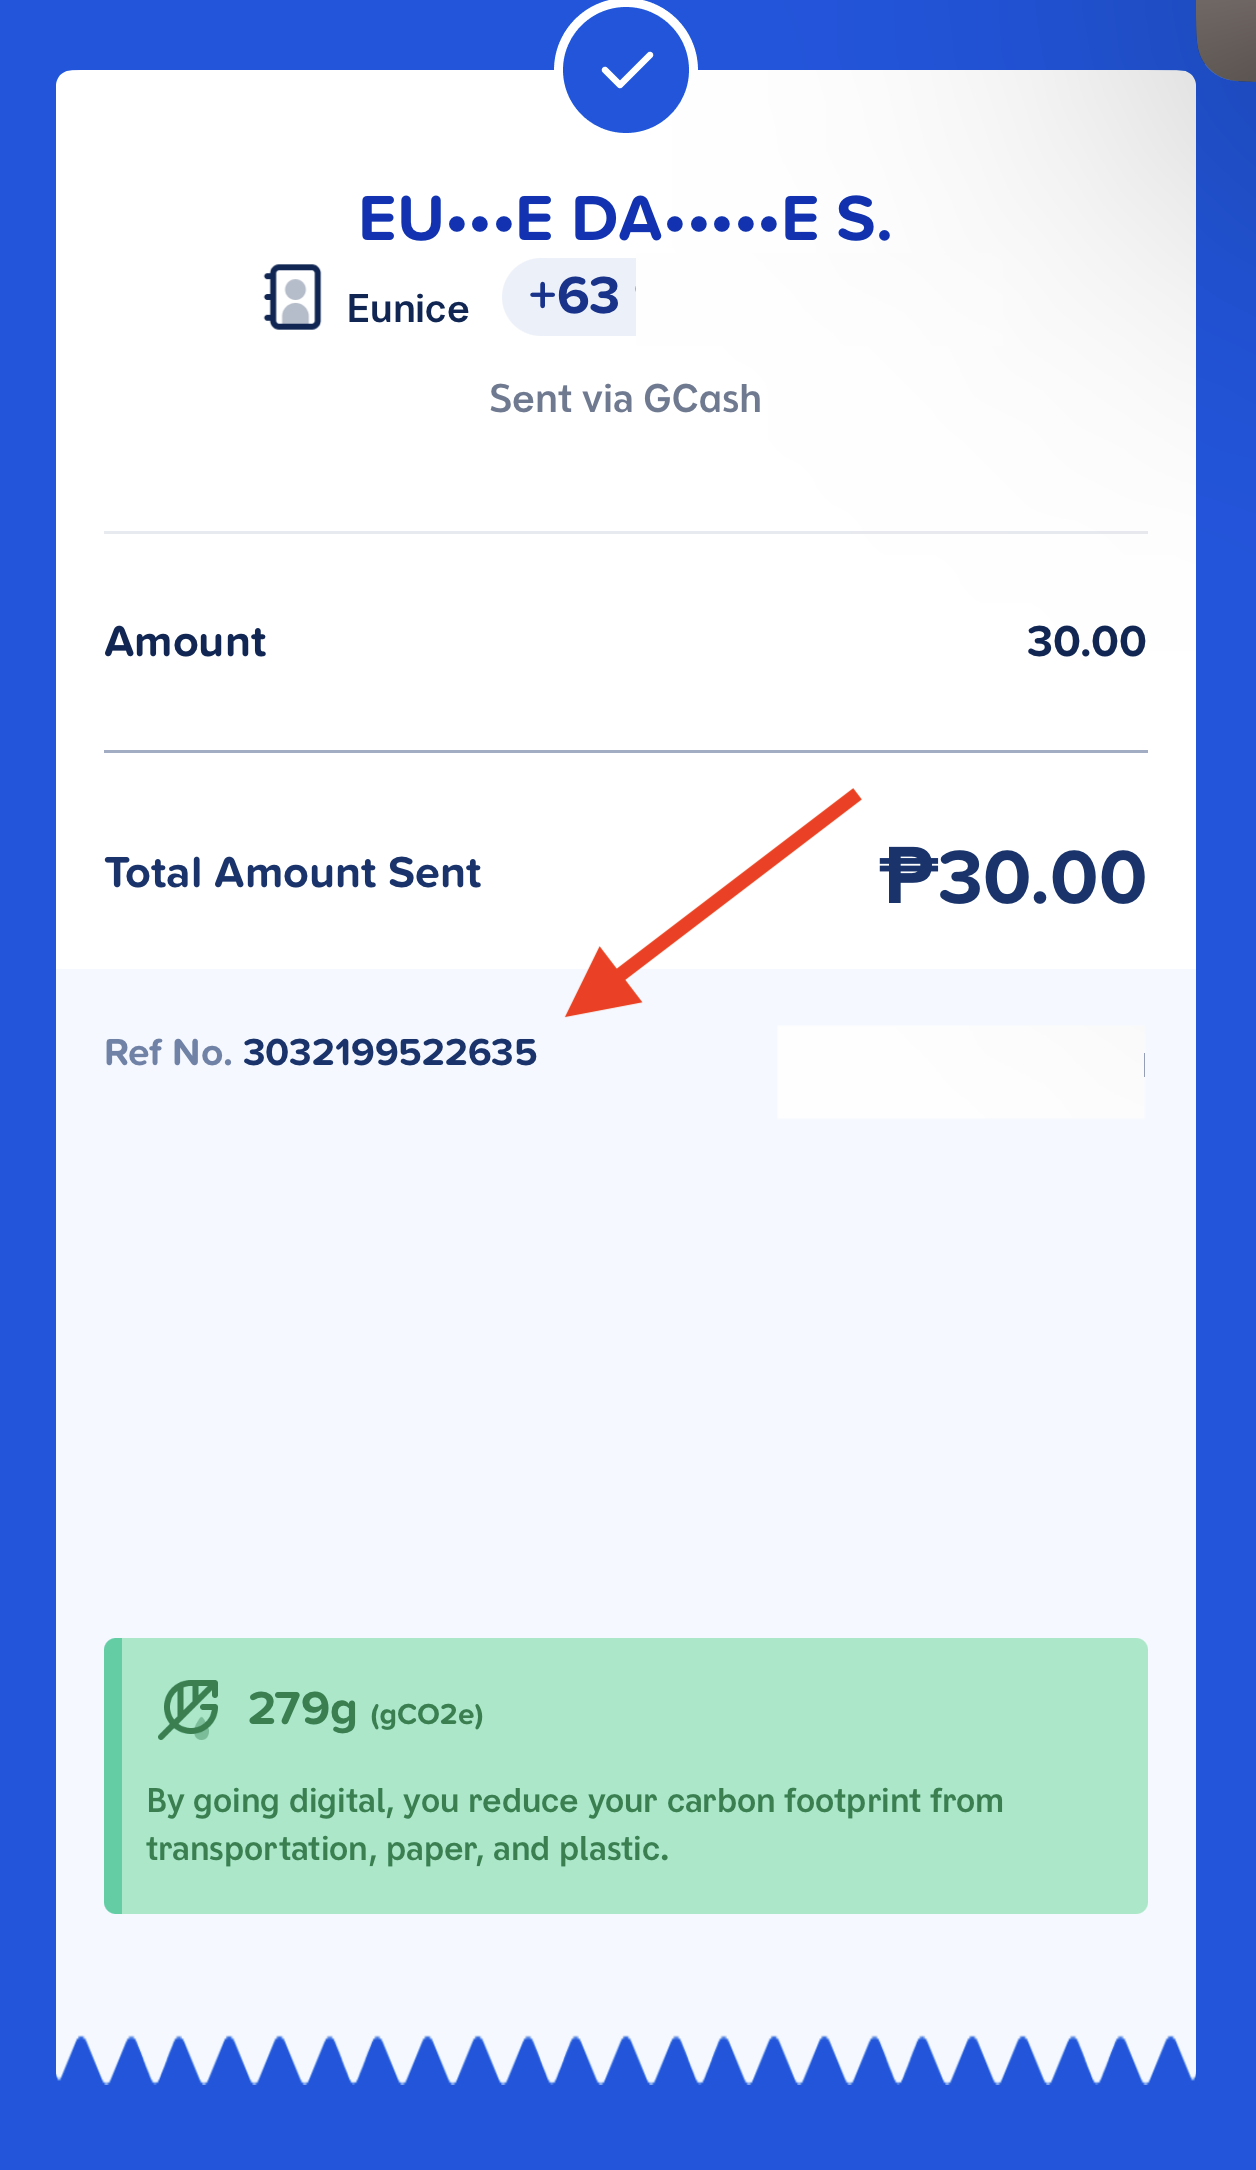 EU•••E DA•••••E S.
Eunice +63
Sent via GCash
Amount 30.00
Total Amount Sent ₱30.00
Ref No. 3032199522635
279g (gCO2e)
By going digital, you reduce your carbon footprint from
transportation, paper, and plastic.